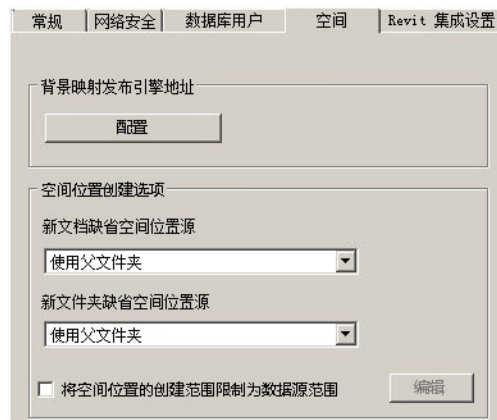 常规 网络安全 数据库用户 空间 Revit 集成设置
背景映射发布引擎地址
配置
空间位置创建选项
新文档缺省空间位置源
使用父文件夹
新文件夹缺省空间位置源
使用父文件夹
将空间位置的创建范围限制为数据源范围 编辑